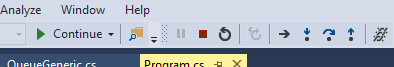 Analyze Window Help
Continue
QueueGeneric.cs Program.cs